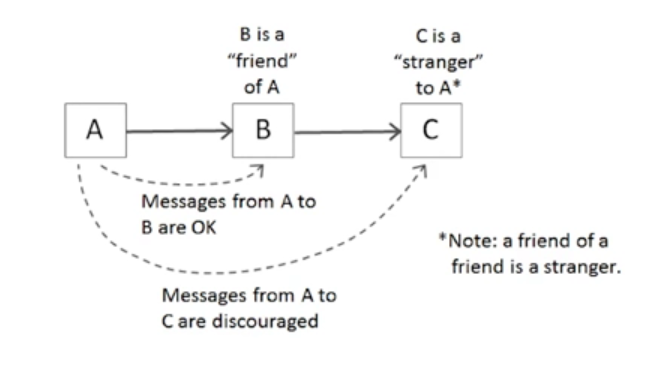 B is a
“friend”
of A
C is a
“stranger”
to A*
A
B
C
Messages from A to
B are OK
*Note: a friend of a
friend is a stranger.
Messages from A to
C are discouraged